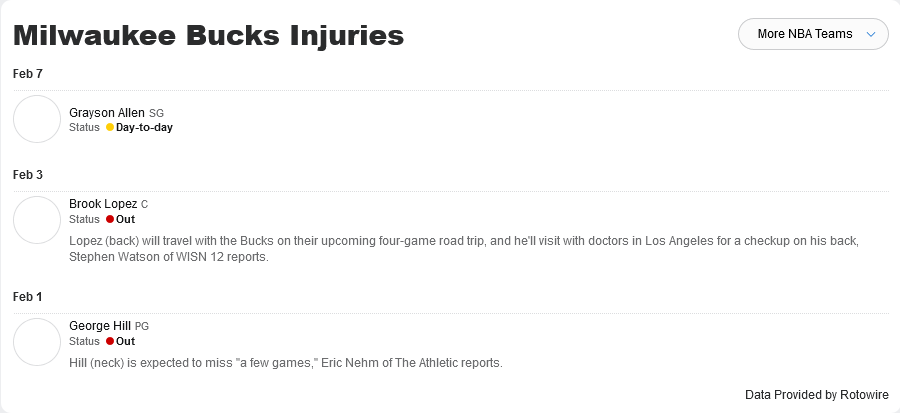 Milwaukee Bucks Injuries
More NBA Teams
Feb 7
Grayson Allen SG
Status Day-to-day
Feb 3
Brook Lopez C
Status Out
Lopez (back) will travel with the Bucks on their upcoming four-game road trip, and he'll visit with doctors in Los Angeles for a checkup on his back,
Stephen Watson of WISN 12 reports.
Feb 1
George Hill PG
Status Out
Hill (neck) is expected to miss "a few games," Eric Nehm of The Athletic reports.
Data Provided by Rotowire